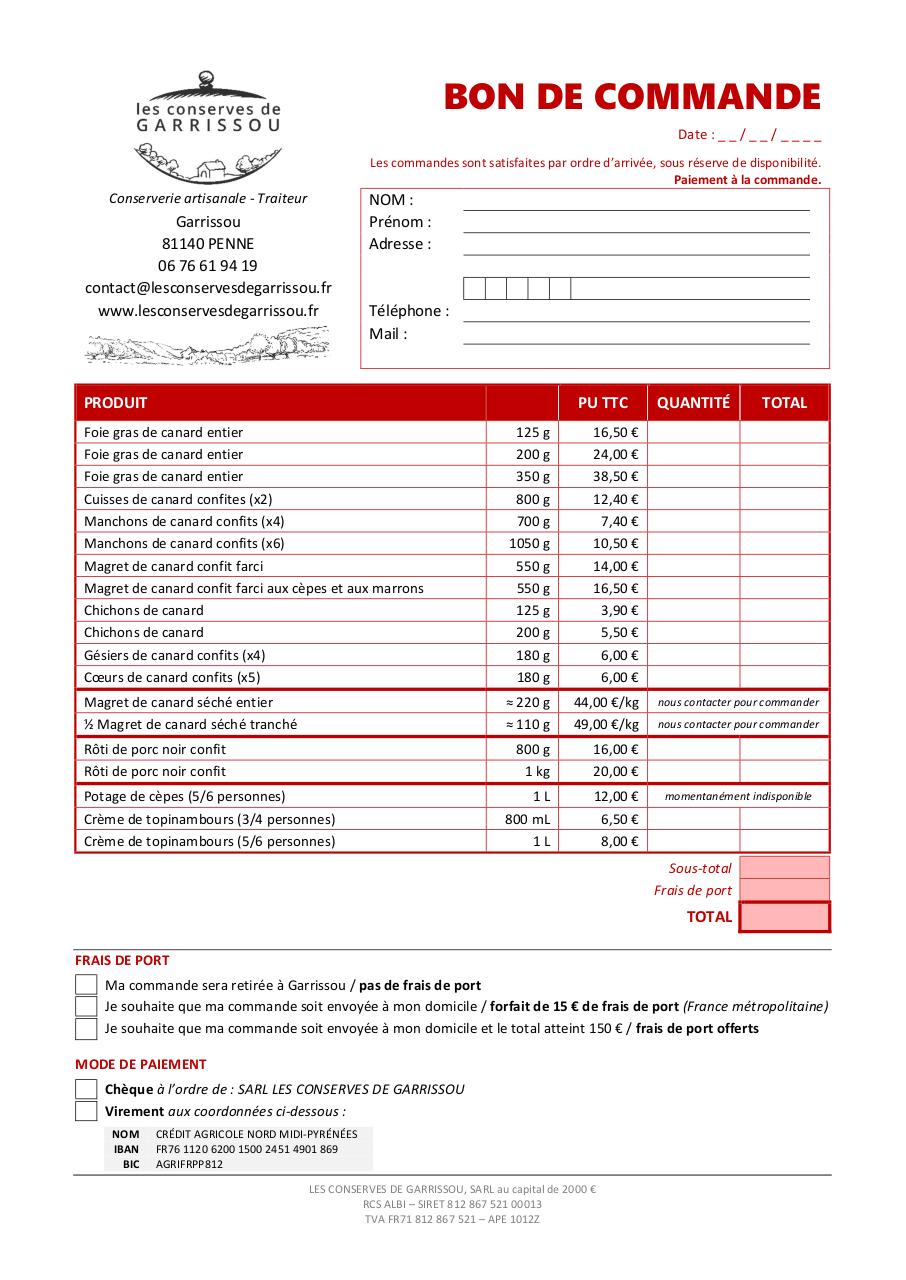 les conserves de
GARRISSOU
Conserverie artisanale - Traiteur
Garrissou
81140 PENNE
06 76 61 94 19
contact@lesconservesdegarrissou.fr
www.lesconservesdegarrissou.fr
BON DE COMMANDE
Date : _ _ / _ _ / _ _ _ _
Les commandes sont satisfaites par ordre d’arrivée, sous réserve de disponibilité.
Paiement à la commande.
NOM :
Prénom :
Adresse :
Téléphone :
Mail :
PRODUIT PU TTC QUANTITÉ TOTAL
Foie gras de canard entier 125 g 16,50 €
Foie gras de canard entier 200 g 24,00 €
Foie gras de canard entier 350 g 38,50 €
Cuisses de canard confites (x2) 800 g 12,40 €
Manchons de canard confits (x4) 700 g 7,40 €
Manchons de canard confits (x6) 1050 g 10,50 €
Magret de canard confit farci 550 g 14,00 €
Magret de canard confit farci aux cèpes et aux marrons 550 g 16,50 €
Chichons de canard 125 g 3,90 €
Chichons de canard 200 g 5,50 €
Gésiers de canard confits (x4) 180 g 6,00 €
Cœurs de canard confits (x5) 180 g 6,00 €
Magret de canard séché entier ≈ 220 g 44,00 €/kg nous contacter pour commander
½ Magret de canard séché tranché ≈ 110 g 49,00 €/kg nous contacter pour commander
Rôti de porc noir confit 800 g 16,00 €
Rôti de porc noir confit 1 kg 20,00 €
Potage de cèpes (5/6 personnes) 1 L 12,00 € momentanément indisponible
Crème de topinambours (3/4 personnes) 800 mL 6,50 €
Crème de topinambours (5/6 personnes) 1 L 8,00 €
Sous-total
Frais de port
TOTAL
FRAIS DE PORT
Ma commande sera retirée à Garrissou / pas de frais de port
Je souhaite que ma commande soit envoyée à mon domicile / forfait de 15 € de frais de port (France métropolitaine)
Je souhaite que ma commande soit envoyée à mon domicile et le total atteint 150 € / frais de port offerts
MODE DE PAIEMENT
Chèque à l’ordre de : SARL LES CONSERVES DE GARRISSOU
Virement aux coordonnées ci-dessous :
NOM CRÉDIT AGRICOLE NORD MIDI-PYRÉNÉES
IBAN FR76 1120 6200 1500 2451 4901 869
BIC AGRIFRPP812
LES CONSERVES DE GARRISSOU, SARL au capital de 2000 €
RCS ALBI – SIRET 812 867 521 00013
TVA FR71 812 867 521 – APE 1012Z